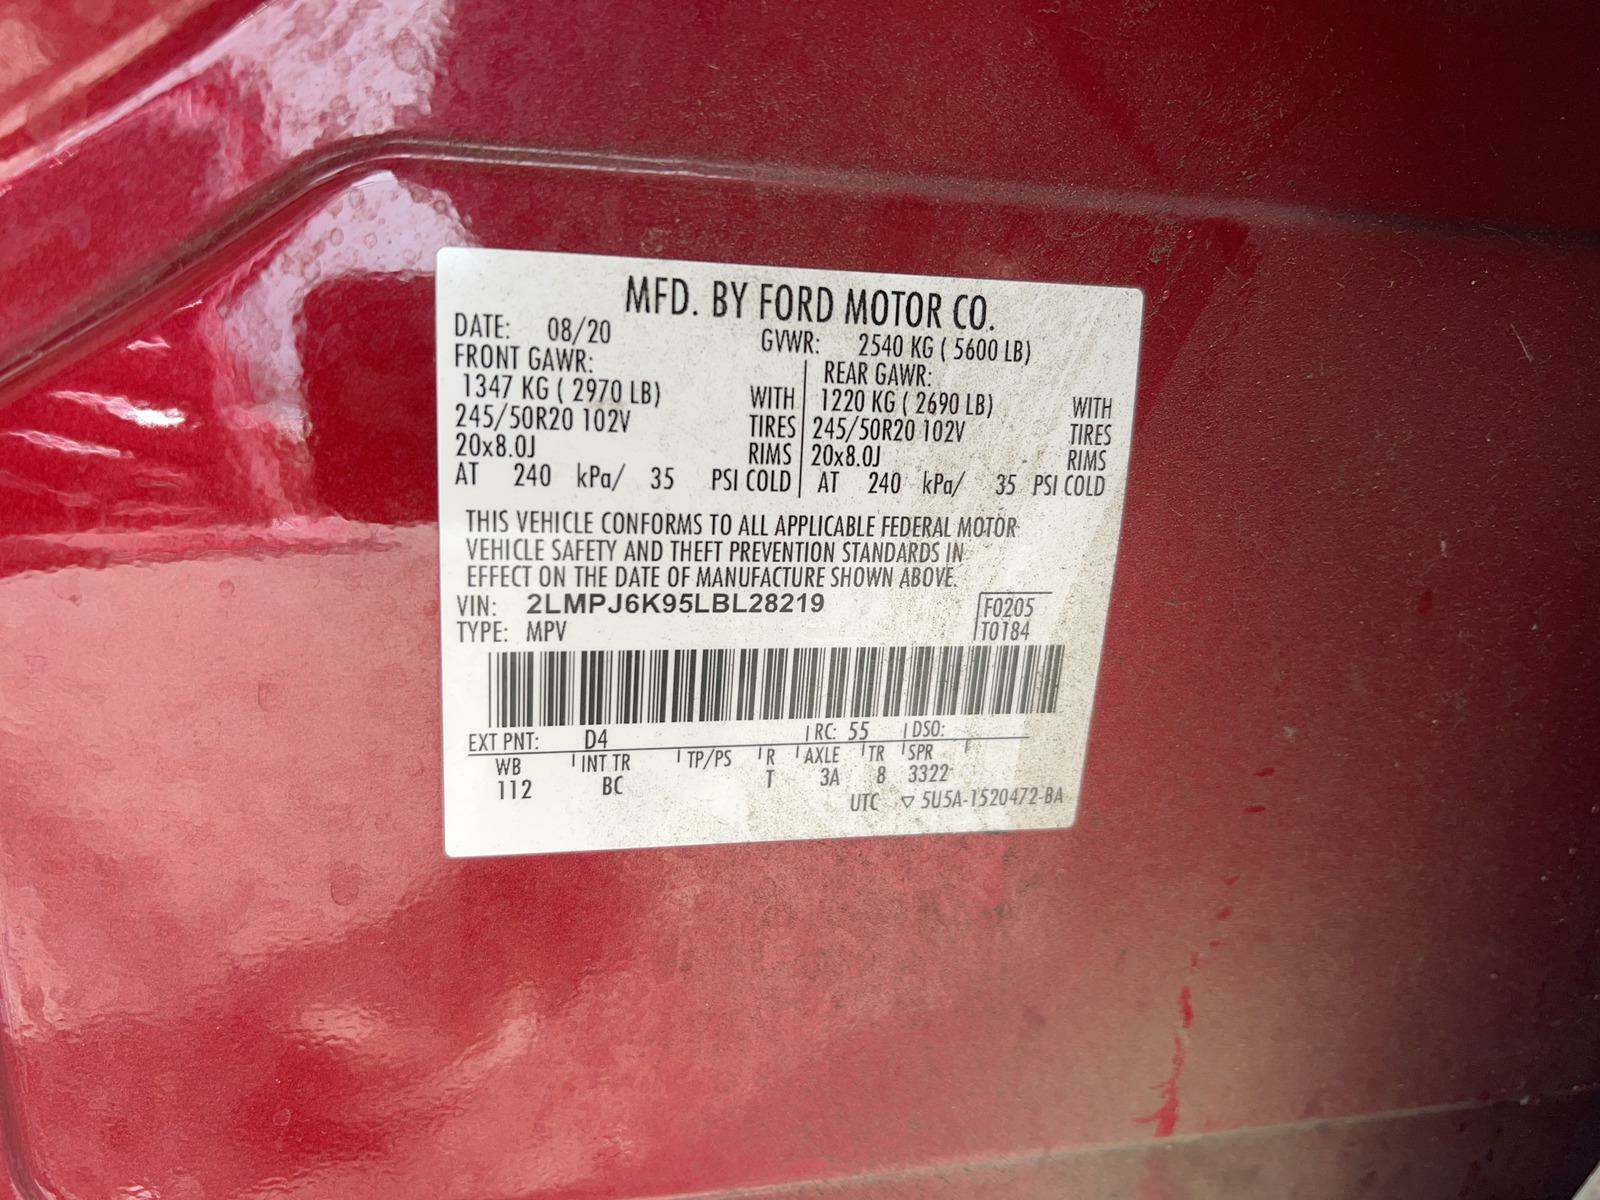 MFD. BY FORD MOTOR CO.
DATE: 08/20 GVWR: 2540 KG ( 5600 LB)
FRONT GAWR: REAR GAWR:
1347 KG ( 2970 LB) WITH 1220 KG ( 2690 LB) WITH
245/50R20 102V TIRES 245/50R20 102V TIRES
20x8.0J RIMS 20x8.0J RIMS
AT 240 kPa/ 35 PSI COLD AT 240 kPa/ 35 PSI COLD
THIS VEHICLE CONFORMS TO ALL APPLICABLE FEDERAL MOTOR
VEHICLE SAFETY AND THEFT PREVENTION STANDARDS IN
EFFECT ON THE DATE OF MANUFACTURE SHOWN ABOVE.
VIN: 2LMPJ6K95LBL28219 F0205
TYPE: MPV T0184
EXT PNT: D4 RC: 55 DSO:
WB INT TR TP/PS R AXLE TR SPR
112 BC T 3A 8 3322
UTC ▽ 5U5A-1520472-BA